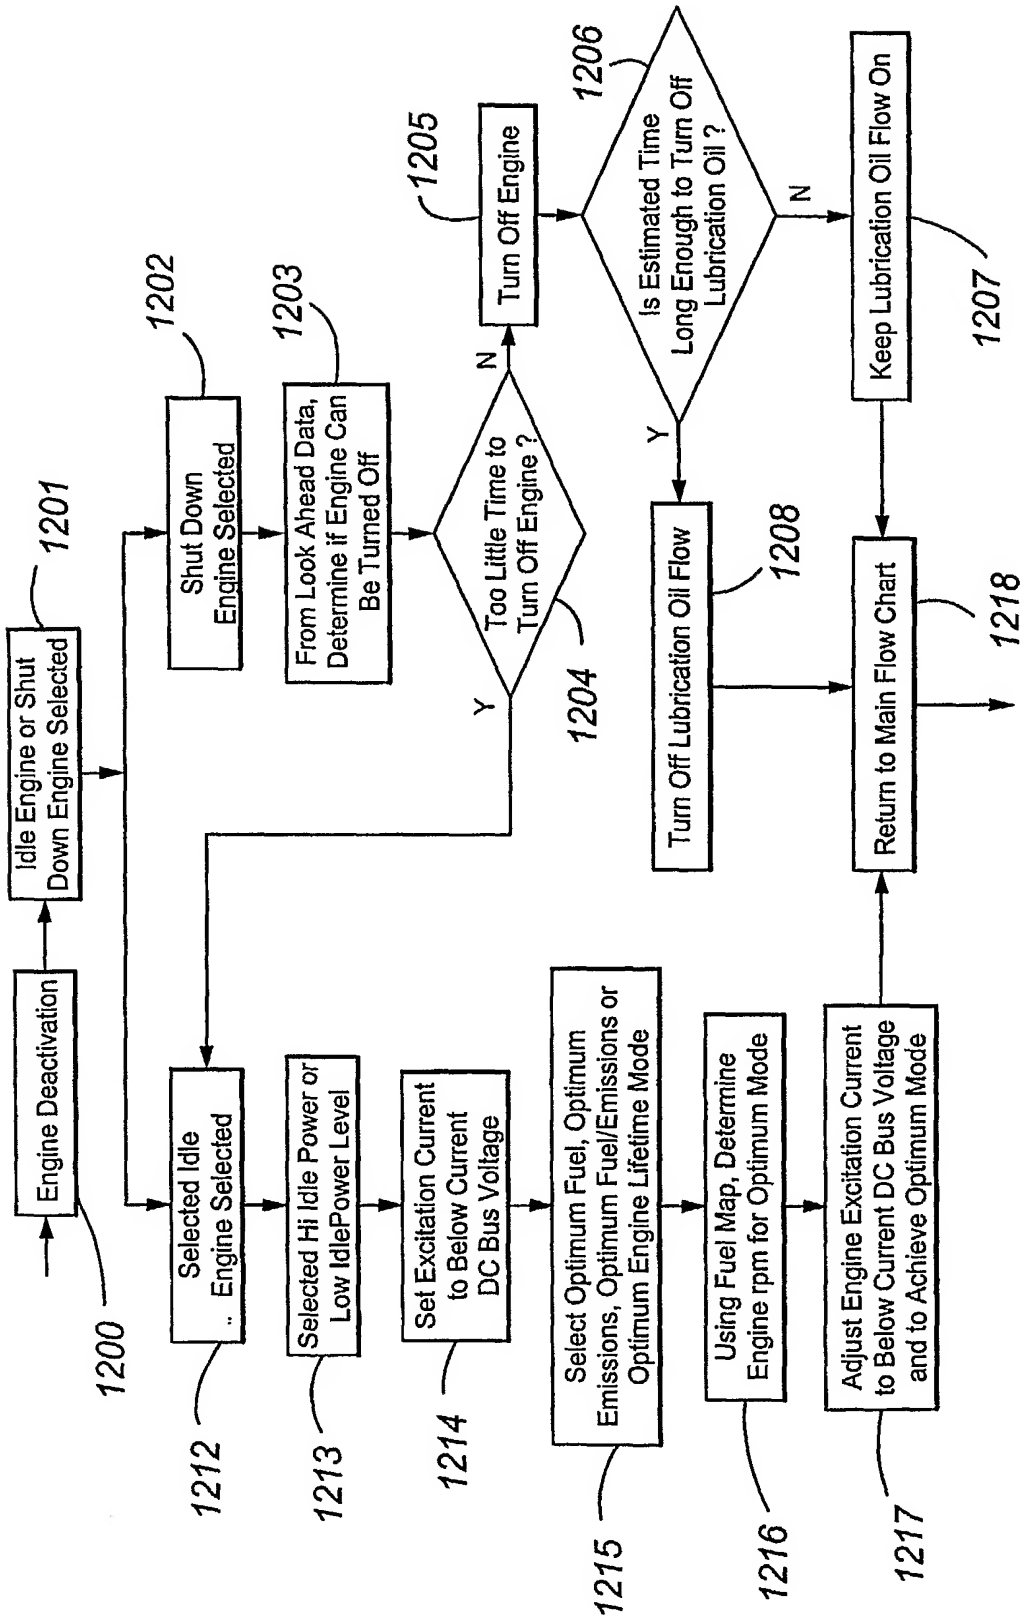 Engine Deactivation
1200
Idle Engine or Shut
Down Engine Selected
1201
Shut Down
Engine Selected
1202
From Look Ahead Data,
Determine if Engine Can
Be Turned Off
1203
Too Little Time to
Turn Off Engine ?
1204
Y
N
Turn Off Engine
1205
Is Estimated Time
Long Enough to Turn Off
Lubrication Oil ?
1206
Y
N
Keep Lubrication Oil Flow On
1207
Turn Off Lubrication Oil Flow
1208
Selected Idle
.. Engine Selected
1212
Selected Hi Idle Power or
Low IdlePower Level
1213
Set Excitation Current
to Below Current
DC Bus Voltage
1214
Select Optimum Fuel, Optimum
Emissions, Optimum Fuel/Emissions or
Optimum Engine Lifetime Mode
1215
Using Fuel Map, Determine
Engine rpm for Optimum Mode
1216
Adjust Engine Excitation Current
to Below Current DC Bus Voltage
and to Achieve Optimum Mode
1217
Return to Main Flow Chart
1218